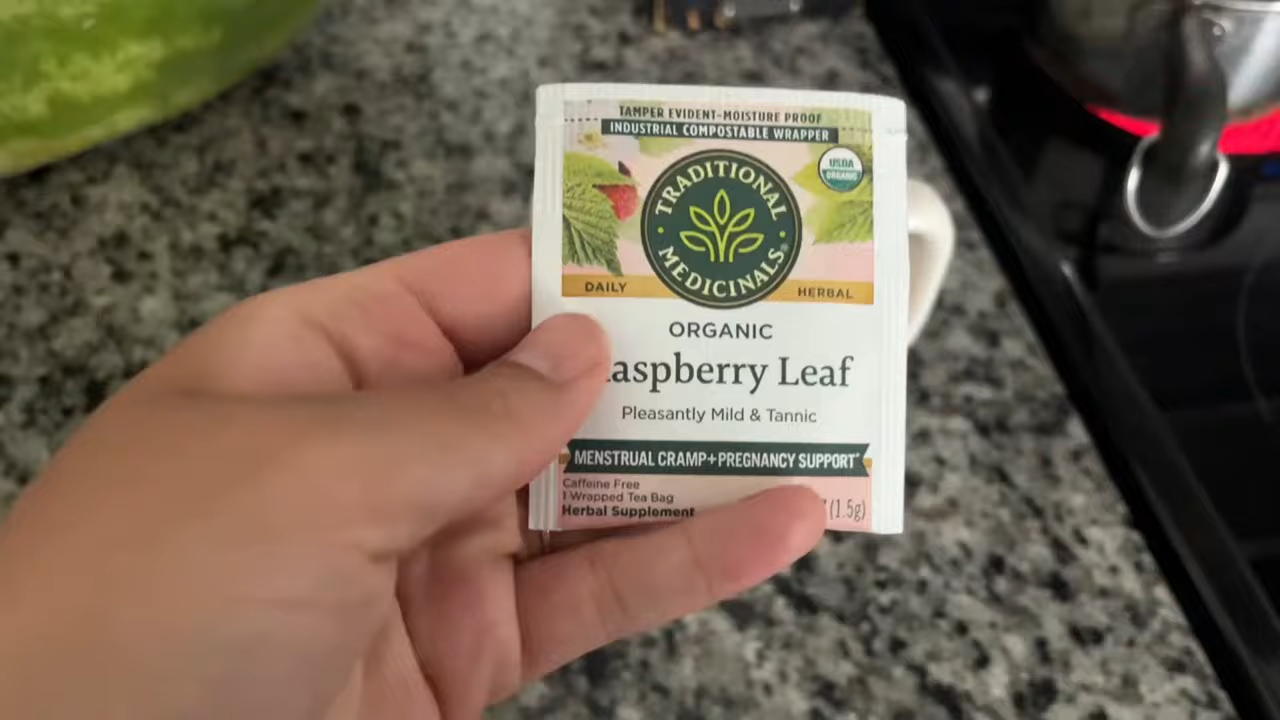 TAMPER EVIDENT-MOISTURE PROOF
INDUSTRIAL COMPOSTABLE WRAPPER
USDA
ORGANIC
TRADITIONAL
MEDICINALS®
DAILY
HERBAL
ORGANIC
aspberry Leaf
Pleasantly Mild & Tannic
MENSTRUAL CRAMP+PREGNANCY SUPPORT*
Caffeine Free
1 Wrapped Tea Bag
Herbal Supplement
(1.5g)